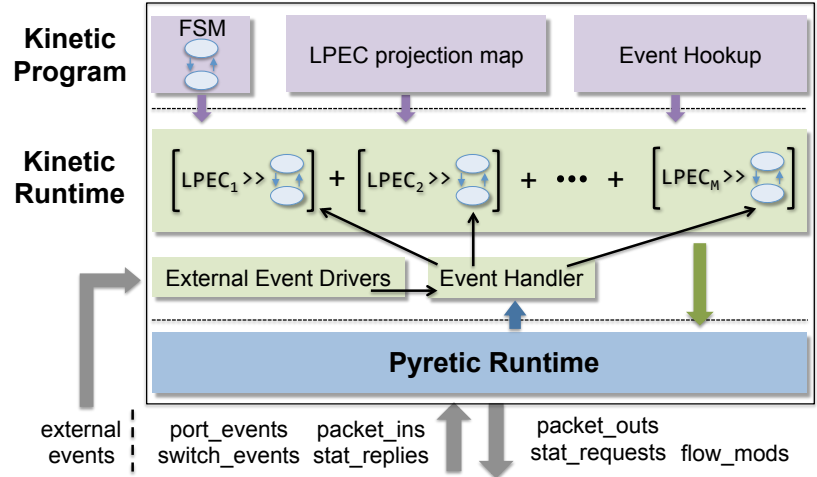 Kinetic Program
FSM
LPEC projection map
Event Hookup
Kinetic Runtime
[LPEC₁ >> ] + [LPEC₂ >> ] + ••• + [LPEC_M >> ]
External Event Drivers
Event Handler
Pyretic Runtime
external events
port_events
switch_events
packet_ins
stat_replies
packet_outs
stat_requests
flow_mods